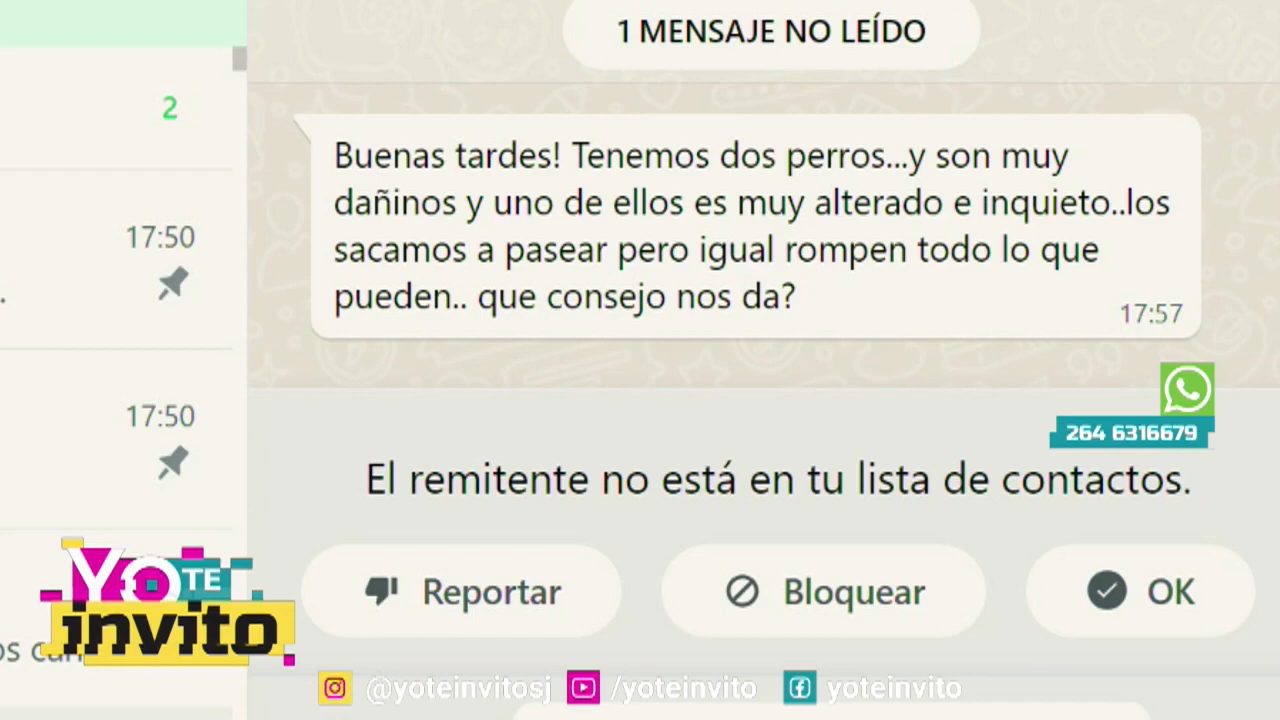 1 MENSAJE NO LEÍDO
2
Buenas tardes! Tenemos dos perros...y son muy
dañinos y uno de ellos es muy alterado e inquieto..los
sacamos a pasear pero igual rompen todo lo que
pueden.. que consejo nos da?
17:57
17:50
17:50
264 6316679
El remitente no está en tu lista de contactos.
Reportar
Bloquear
OK
YO TE
invito
@yoteinvitosj
/yoteinvito
yoteinvito